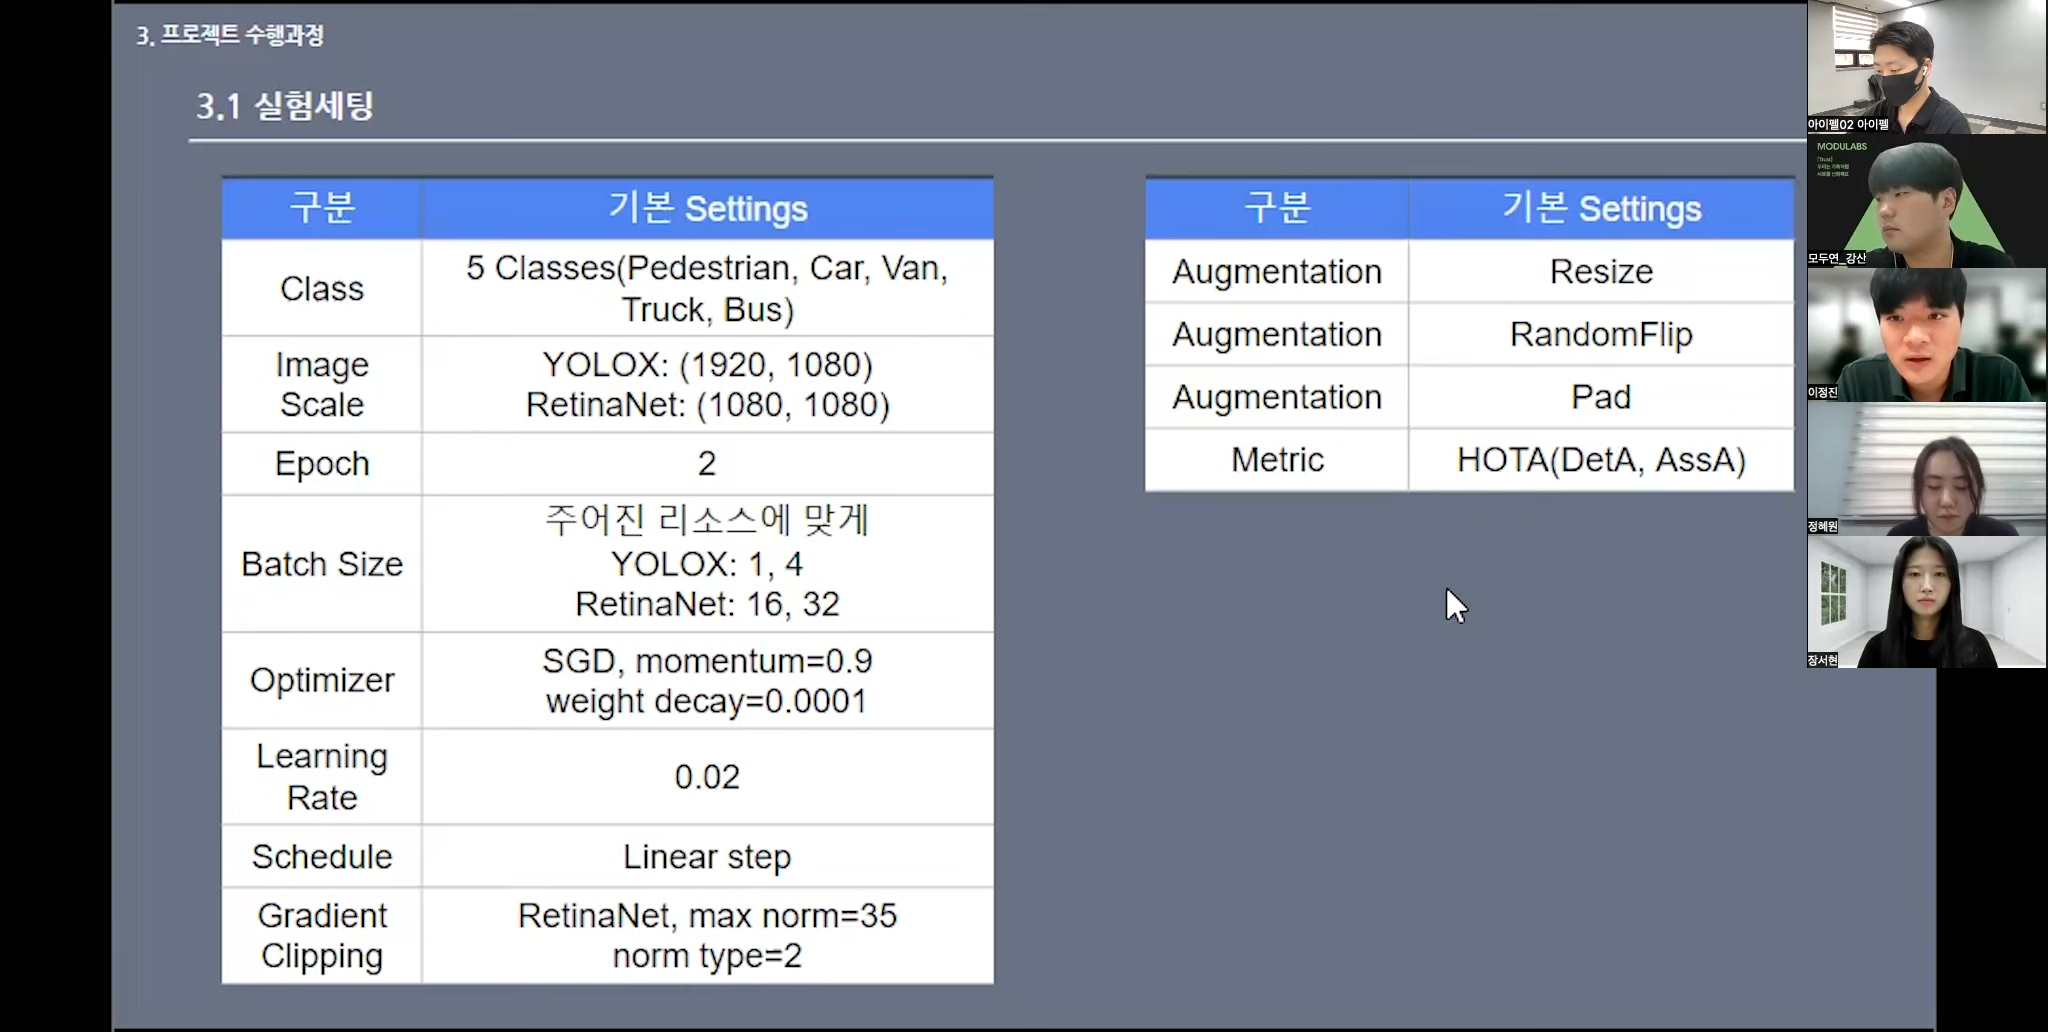 3. 프로젝트 수행과정
3.1 실험세팅
구분
기본 Settings
Class
5 Classes(Pedestrian, Car, Van,
Truck, Bus)
Image
Scale
YOLOX: (1920, 1080)
RetinaNet: (1080, 1080)
Epoch
2
Batch Size
주어진 리소스에 맞게
YOLOX: 1, 4
RetinaNet: 16, 32
Optimizer
SGD, momentum=0.9
weight decay=0.0001
Learning
Rate
0.02
Schedule
Linear step
Gradient
Clipping
RetinaNet, max norm=35
norm type=2
구분
기본 Settings
Augmentation
Resize
Augmentation
RandomFlip
Augmentation
Pad
Metric
HOTA(DetA, AssA)
아이펠02 아이펠
MODULABS
[Trust]
모두연_강산
이정진
정혜원
장서현